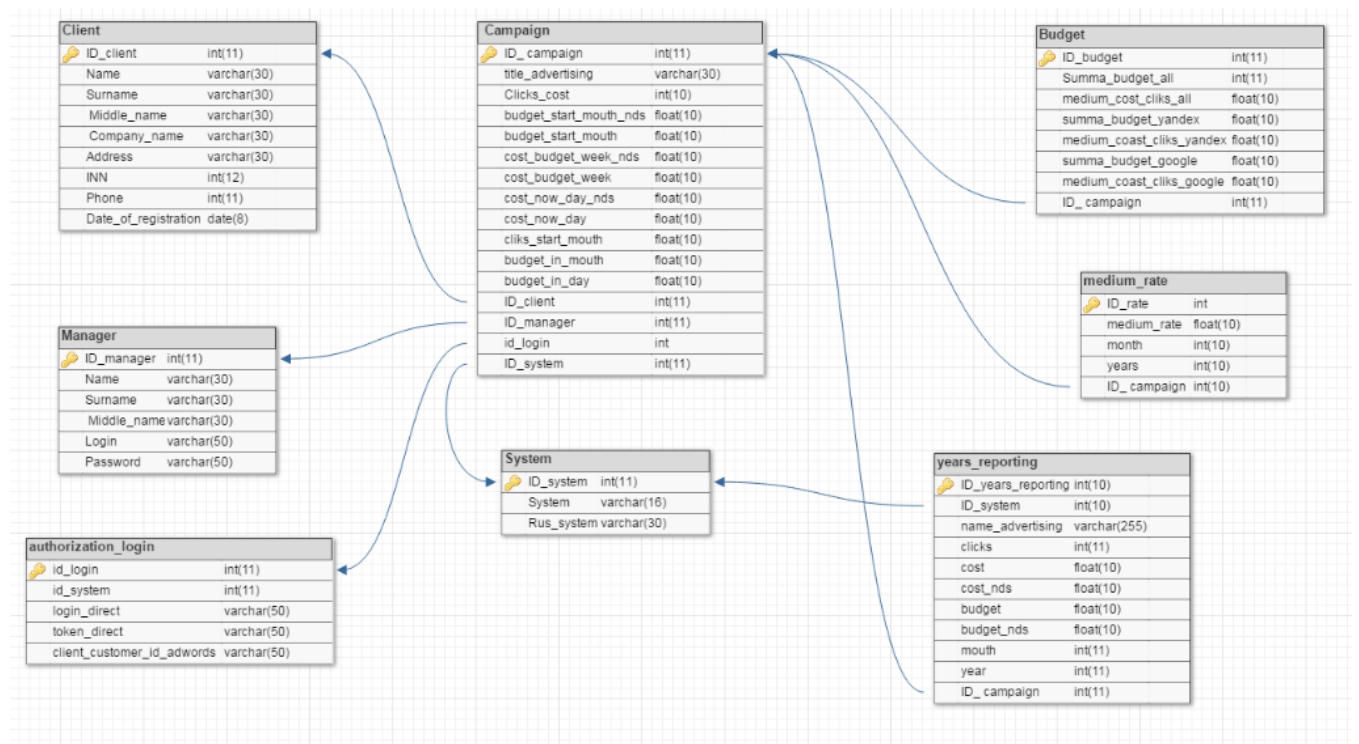 Client
ID_client int(11)
Name varchar(30)
Surname varchar(30)
Middle_name varchar(30)
Company_name varchar(30)
Address varchar(30)
INN int(12)
Phone int(11)
Date_of_registration date(8)
Campaign
ID_ campaign int(11)
title_advertising varchar(30)
Clicks_cost int(10)
budget_start_mouth_nds float(10)
budget_start_mouth float(10)
cost_budget_week_nds float(10)
cost_budget_week float(10)
cost_now_day_nds float(10)
cost_now_day float(10)
cliks_start_mouth float(10)
budget_in_mouth float(10)
budget_in_day float(10)
ID_client int(11)
ID_manager int(11)
id_login int
ID_system int(11)
Budget
ID_budget int(11)
Summa_budget_all int(11)
medium_cost_cliks_all float(10)
summa_budget_yandex float(10)
medium_coast_cliks_yandex float(10)
summa_budget_google float(10)
medium_coast_cliks_google float(10)
ID_ campaign int(11)
medium_rate
ID_rate int
medium_rate float(10)
month int(10)
years int(10)
ID_ campaign int(10)
Manager
ID_manager int(11)
Name varchar(30)
Surname varchar(30)
Middle_name varchar(30)
Login varchar(50)
Password varchar(50)
System
ID_system int(11)
System varchar(16)
Rus_system varchar(30)
years_reporting
ID_years_reporting int(10)
ID_system int(10)
name_advertising varchar(255)
clicks int(11)
cost float(10)
cost_nds float(10)
budget float(10)
budget_nds float(10)
mouth int(11)
year int(11)
ID_ campaign int(11)
authorization_login
id_login int(11)
id_system int(11)
login_direct varchar(50)
token_direct varchar(50)
client_customer_id_adwords varchar(50)